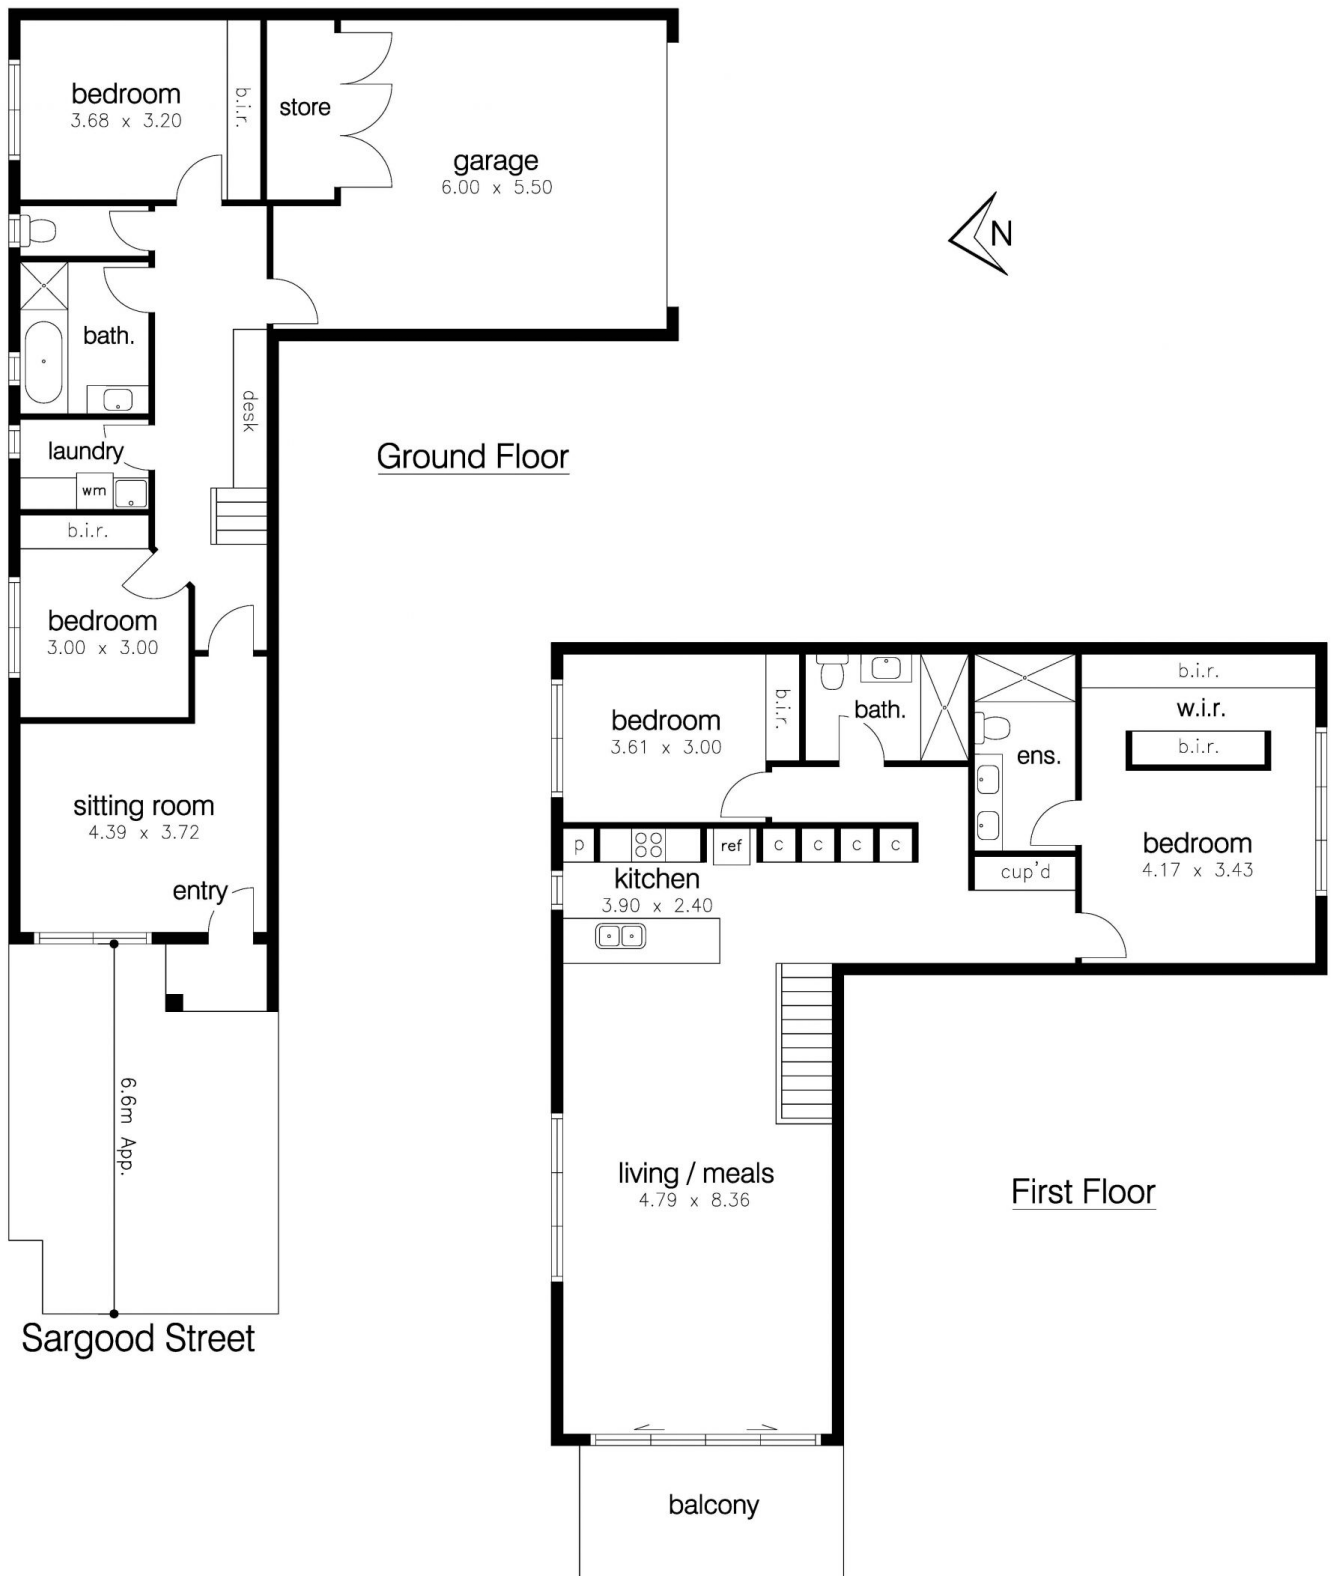 bedroom
3.68 x 3.20
b.i.r.
store
garage
6.00 x 5.50
N
bath.
desk
laundry
wm
Ground Floor
b.i.r.
bedroom
3.00 x 3.00
sitting room
4.39 x 3.72
entry
6.6m App.
Sargood Street
bedroom
3.61 x 3.00
b.i.r.
bath.
ens.
b.i.r.
w.i.r.
b.i.r.
bedroom
4.17 x 3.43
p
ref
c
c
c
c
cup'd
kitchen
3.90 x 2.40
living / meals
4.79 x 8.36
First Floor
balcony